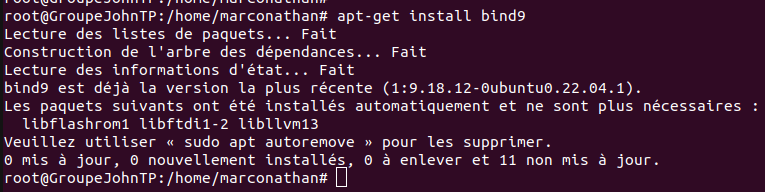 root@GroupeJohnTP:/home/marconathan#
root@GroupeJohnTP:/home/marconathan# apt-get install bind9
Lecture des listes de paquets... Fait
Construction de l'arbre des dépendances... Fait
Lecture des informations d'état... Fait
bind9 est déjà la version la plus récente (1:9.18.12-0ubuntu0.22.04.1).
Les paquets suivants ont été installés automatiquement et ne sont plus nécessaires :
  libflashrom1 libftdi1-2 libllvm13
Veuillez utiliser « sudo apt autoremove » pour les supprimer.
0 mis à jour, 0 nouvellement installés, 0 à enlever et 11 non mis à jour.
root@GroupeJohnTP:/home/marconathan#